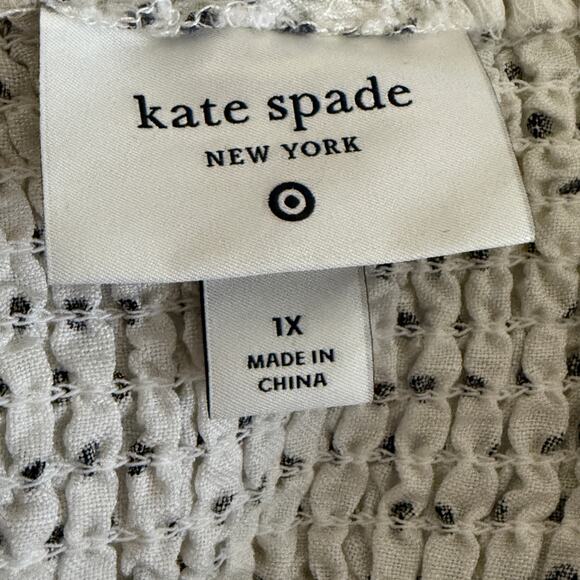 kate spade
NEW YORK
1X
MADE IN
CHINA